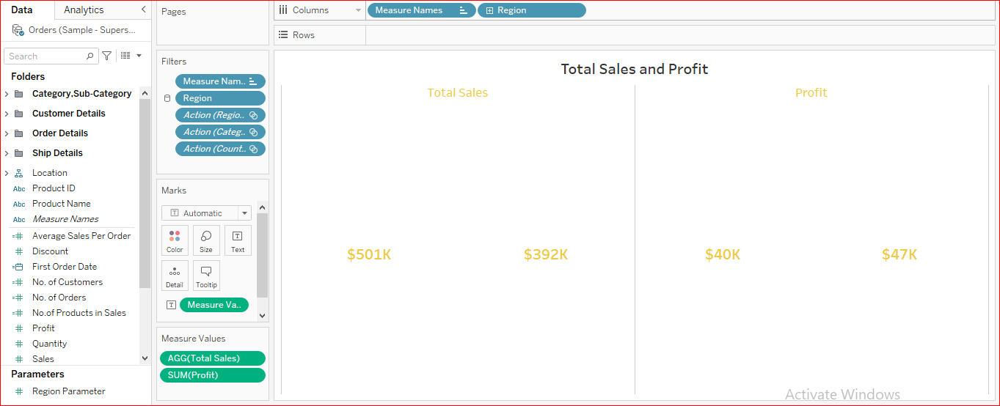 Data
Analytics
Orders (Sample - Supers...
Search
Folders
Category,Sub-Category
Customer Details
Order Details
Ship Details
Location
Abc Product ID
Abc Product Name
Abc Measure Names
Average Sales Per Order
Discount
First Order Date
No. of Customers
No. of Orders
No.of Products in Sales
Profit
Quantity
Sales
Parameters
Region Parameter
Pages
Filters
Measure Nam..
Region
Action (Regio..
Action (Categ..
Action (Count..
Marks
T Automatic
Color
Size
T
Text
Detail
Tooltip
T Measure Va..
Measure Values
AGG(Total Sales)
SUM(Profit)
Columns
Measure Names
Region
Rows
Total Sales and Profit
Total Sales
Profit
$501K
$392K
$40K
$47K
Activate Windows